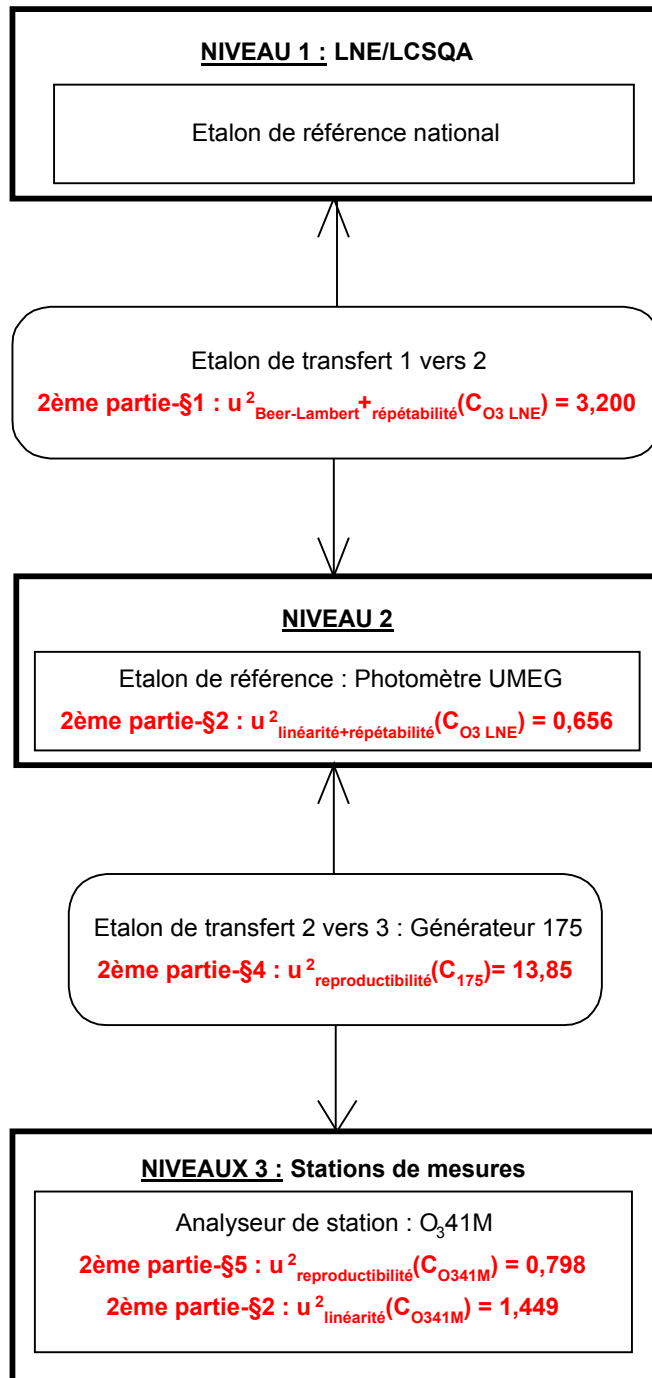 NIVEAU 1 : LNE/LCSQA
Etalon de référence national
Etalon de transfert 1 vers 2
2ème partie-§1 : u²Beer-Lambert+répétabilité(CO3 LNE) = 3,200
NIVEAU 2
Etalon de référence : Photomètre UMEG
2ème partie-§2 : u²linéarité+répétabilité(CO3 LNE) = 0,656
Etalon de transfert 2 vers 3 : Générateur 175
2ème partie-§4 : u²reproductibilité(C175)= 13,85
NIVEAUX 3 : Stations de mesures
Analyseur de station : O341M
2ème partie-§5 : u²reproductibilité(CO341M) = 0,798
2ème partie-§2 : u²linéarité(CO341M) = 1,449